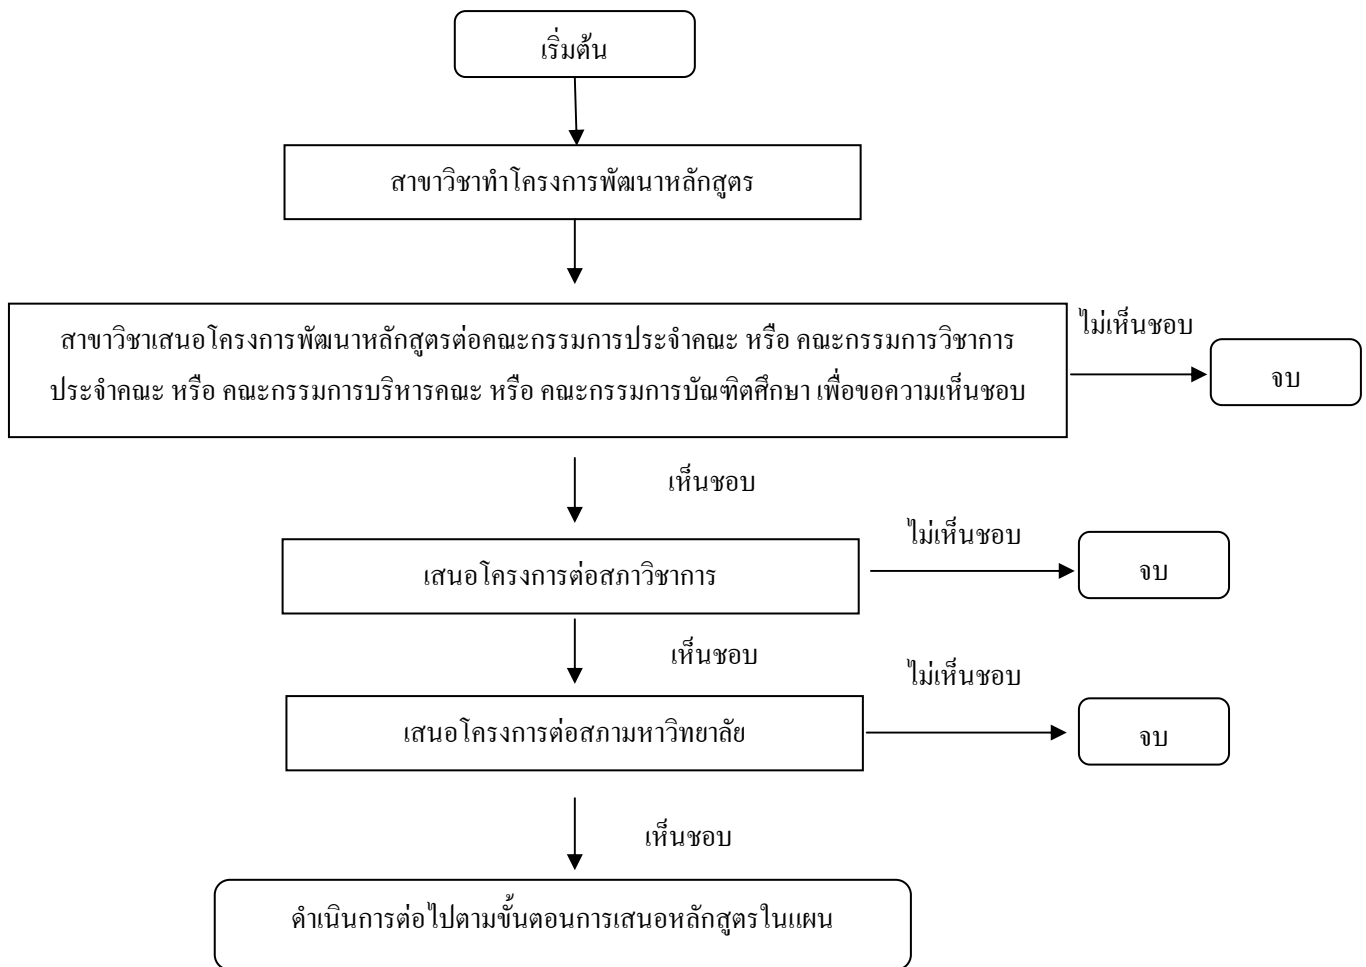 เริ่มต้น
สาขาวิชาทำโครงการพัฒนาหลักสูตร
สาขาวิชาเสนอโครงการพัฒนาหลักสูตรต่อคณะกรรมการประจำคณะ หรือ คณะกรรมการวิชาการ
ประจำคณะ หรือ คณะกรรมการบริหารคณะ หรือ คณะกรรมการบัณฑิตศึกษา เพื่อขอความเห็นชอบ
ไม่เห็นชอบ
จบ
เห็นชอบ
เสนอโครงการต่อสภาวิชาการ
ไม่เห็นชอบ
จบ
เห็นชอบ
เสนอโครงการต่อสภามหาวิทยาลัย
ไม่เห็นชอบ
จบ
เห็นชอบ
ดำเนินการต่อไปตามขั้นตอนการเสนอหลักสูตรในแผน